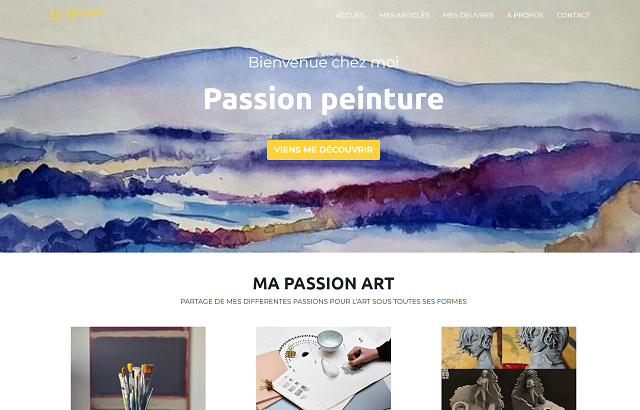 ACCUEIL
MES ARTICLES
MES OEUVRES
A PROPOS
CONTACT
Bienvenue chez moi
Passion peinture
VIENS ME DÉCOUVRIR
MA PASSION ART
PARTAGE DE MES DIFFERENTES PASSIONS POUR L'ART SOUS TOUTES SES FORMES